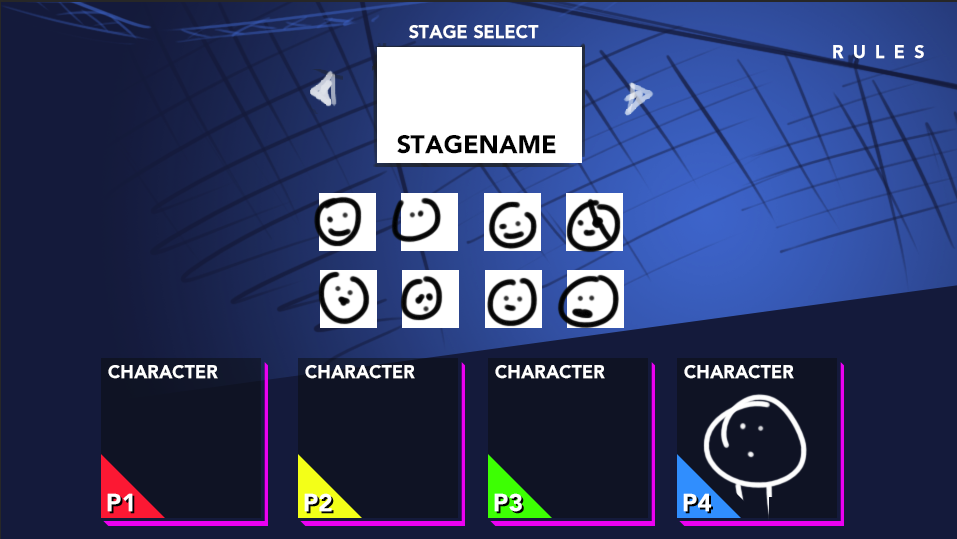 STAGE SELECT
RULES
STAGENAME
CHARACTER
P1
CHARACTER
P2
CHARACTER
P3
CHARACTER
P4